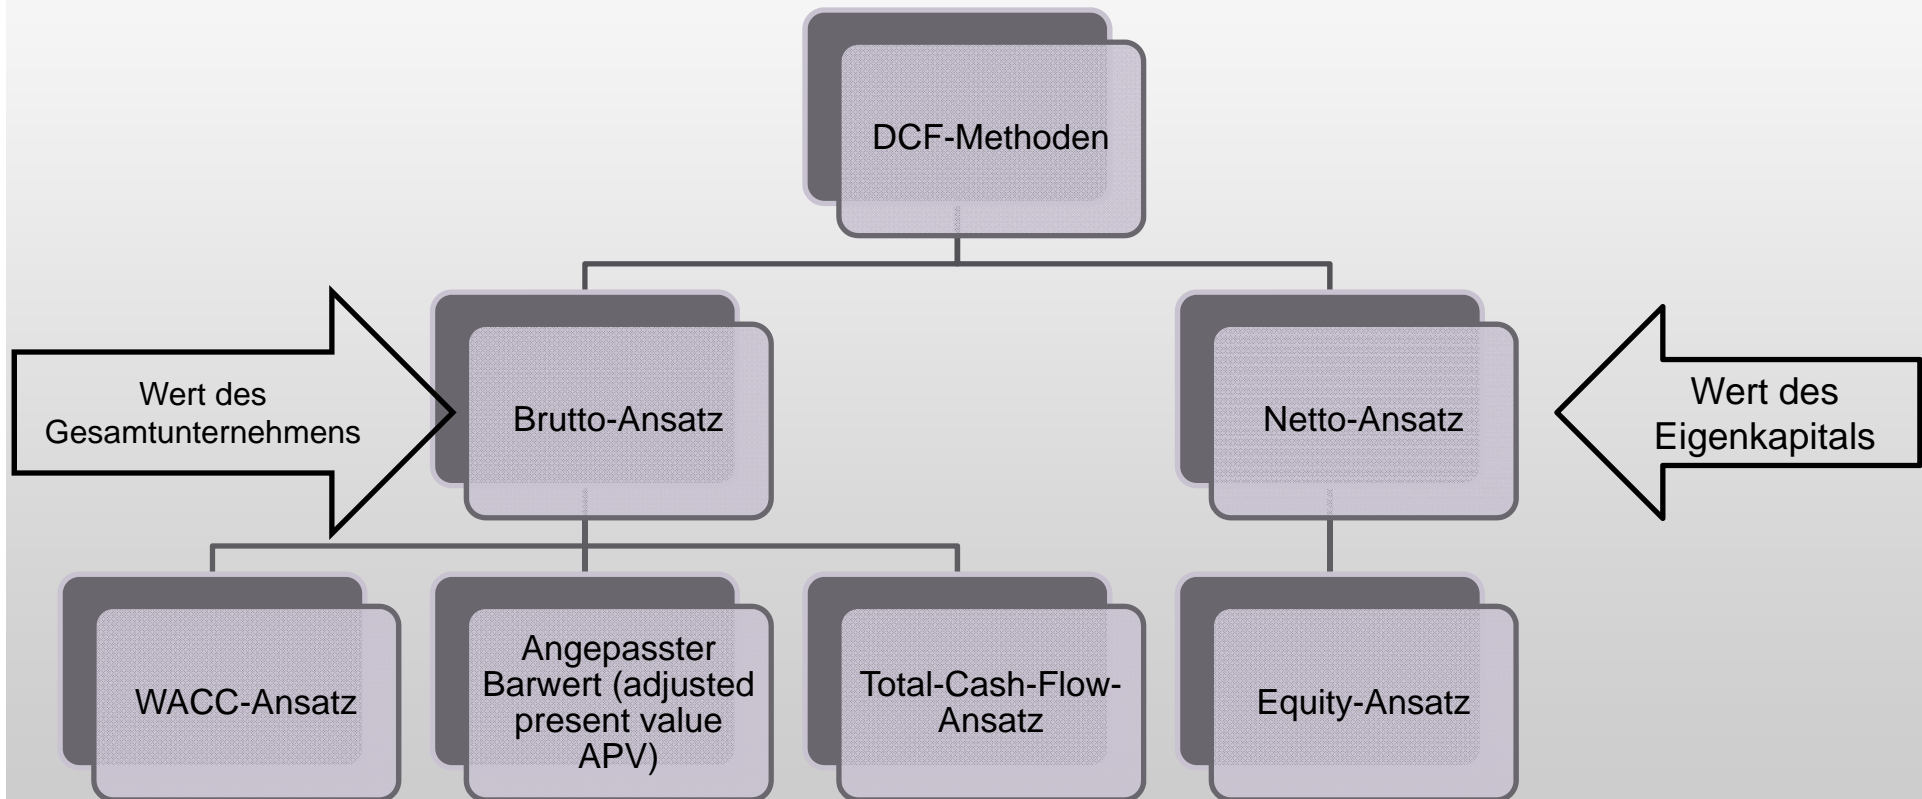 DCF-Methoden
Wert des
Gesamtunternehmens
Brutto-Ansatz
Netto-Ansatz
Wert des
Eigenkapitals
WACC-Ansatz
Angepasster
Barwert (adjusted
present value
APV)
Total-Cash-Flow-
Ansatz
Equity-Ansatz